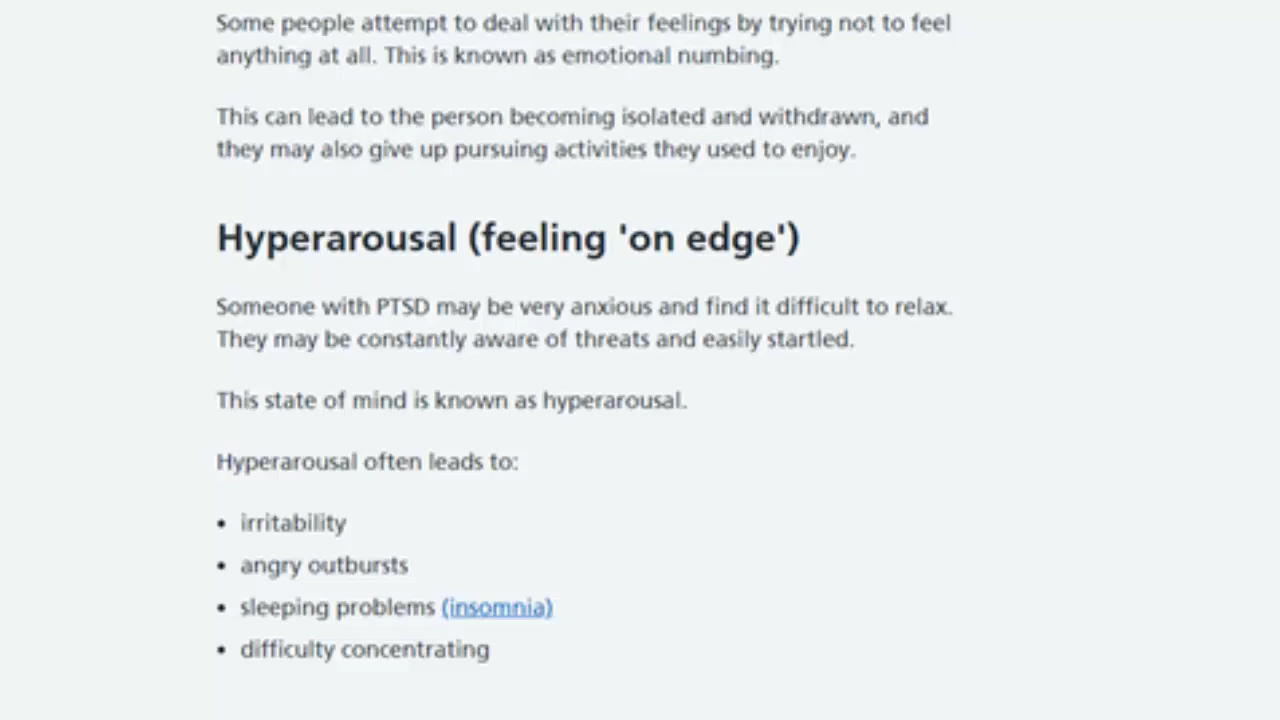 Some people attempt to deal with their feelings by trying not to feel
anything at all. This is known as emotional numbing.
This can lead to the person becoming isolated and withdrawn, and
they may also give up pursuing activities they used to enjoy.
Hyperarousal (feeling 'on edge')
Someone with PTSD may be very anxious and find it difficult to relax.
They may be constantly aware of threats and easily startled.
This state of mind is known as hyperarousal.
Hyperarousal often leads to:
• irritability
• angry outbursts
• sleeping problems (insomnia)
• difficulty concentrating